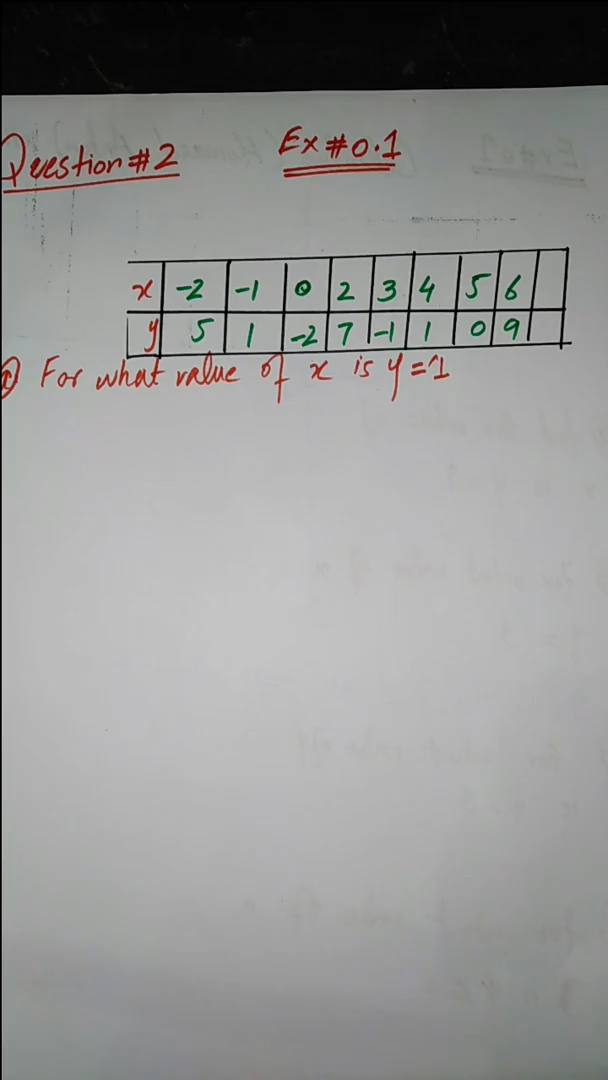 Question #2 Ex # 0.1
x -2 -1 0 2 3 4 5 6
y 5 1 -2 7 -1 1 0 9
For what value of x is y = 1